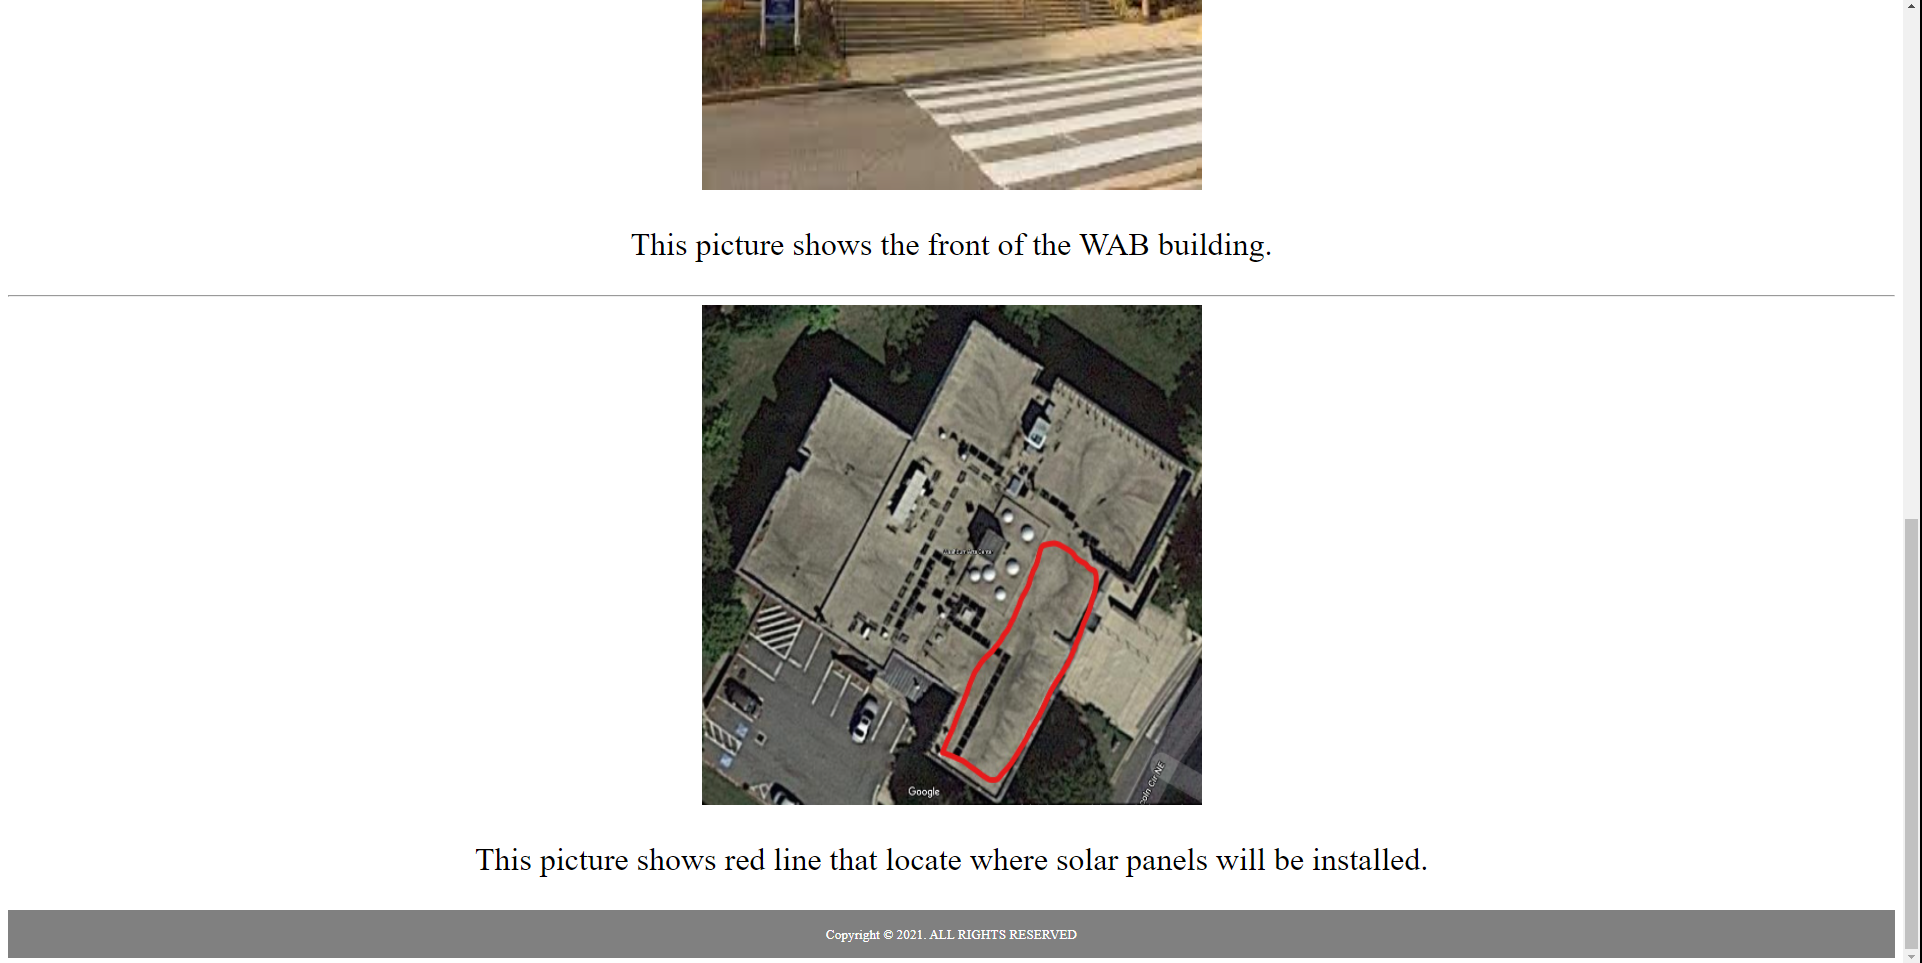 This picture shows the front of the WAB building.
Google
This picture shows red line that locate where solar panels will be installed.
Copyright © 2021. ALL RIGHTS RESERVED